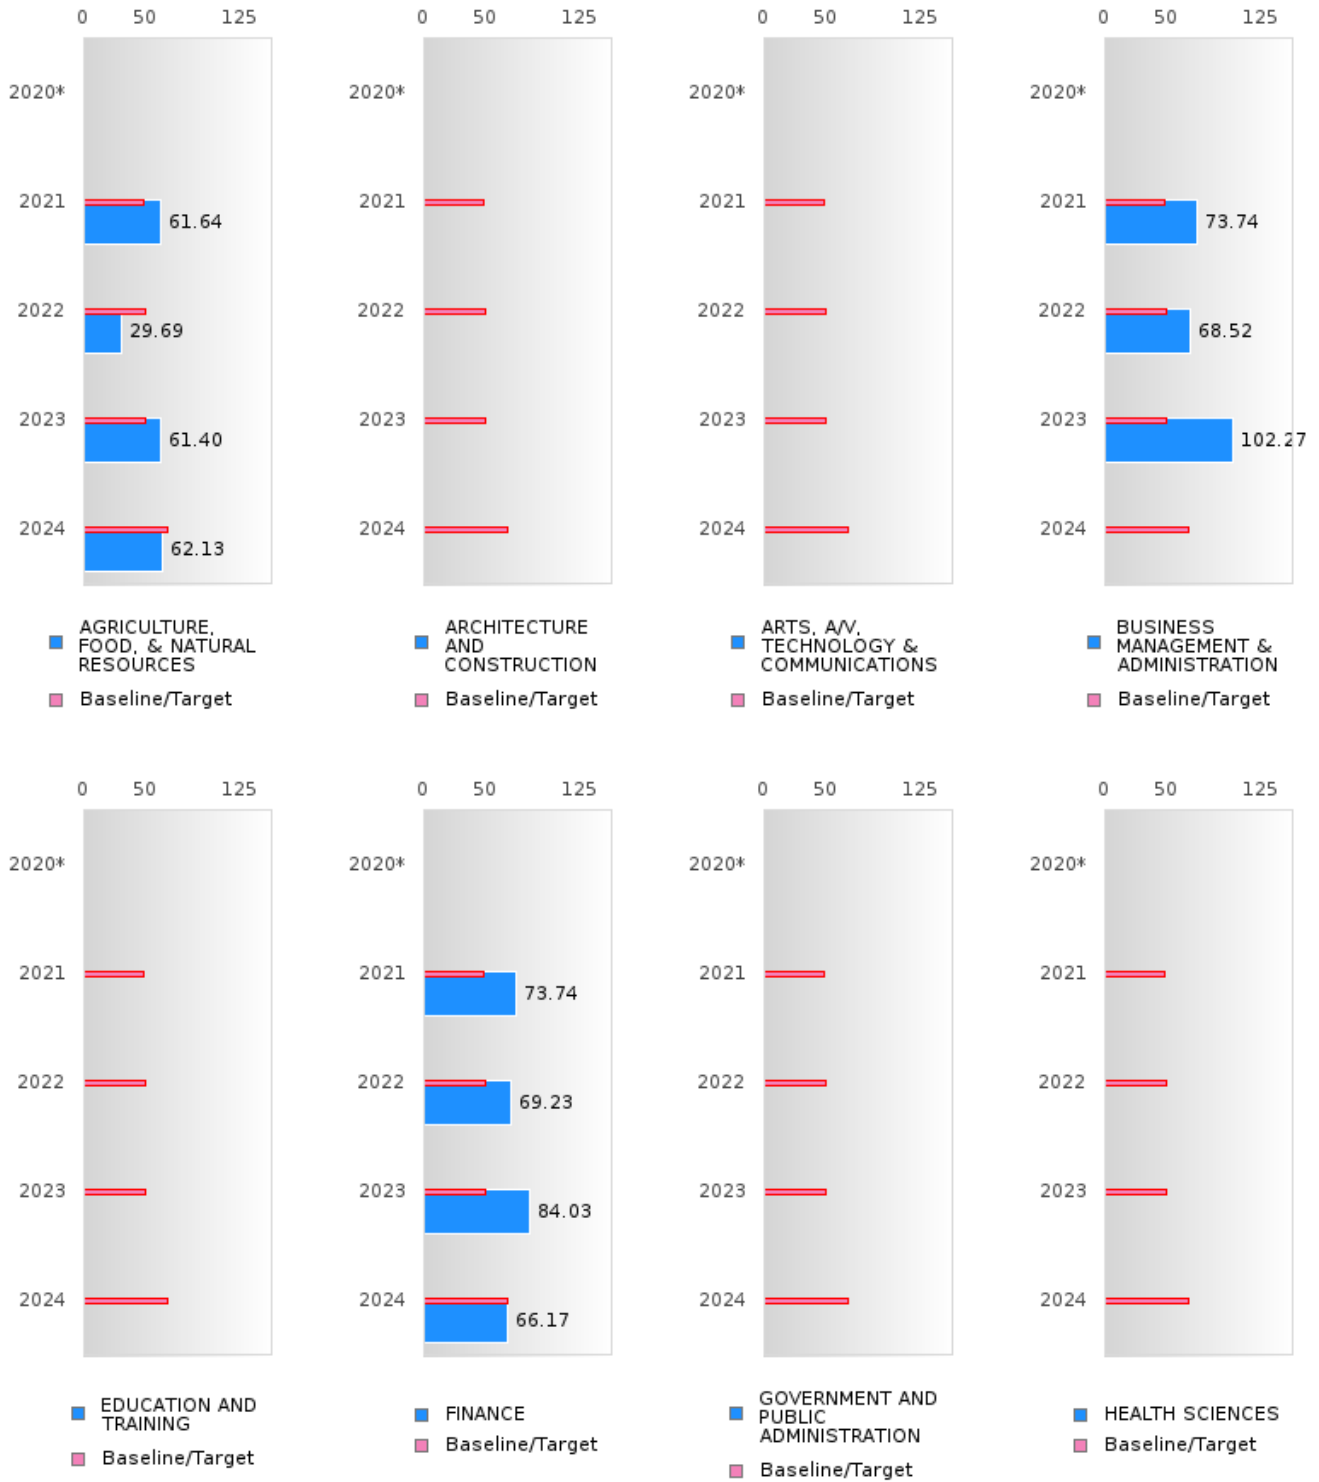 0 50 125
2020*
2021
61.64
2022
29.69
2023
61.40
2024
62.13
AGRICULTURE,
FOOD, & NATURAL
RESOURCES
Baseline/Target
0 50 125
2020*
2021
2022
2023
2024
ARCHITECTURE
AND
CONSTRUCTION
Baseline/Target
0 50 125
2020*
2021
2022
2023
2024
ARTS, A/V,
TECHNOLOGY &
COMMUNICATIONS
Baseline/Target
0 50 125
2020*
2021
73.74
2022
68.52
2023
102.27
2024
BUSINESS
MANAGEMENT &
ADMINISTRATION
Baseline/Target
0 50 125
2020*
2021
2022
2023
2024
EDUCATION AND
TRAINING
Baseline/Target
0 50 125
2020*
2021
73.74
2022
69.23
2023
84.03
2024
66.17
FINANCE
Baseline/Target
0 50 125
2020*
2021
2022
2023
2024
GOVERNMENT AND
PUBLIC
ADMINISTRATION
Baseline/Target
0 50 125
2020*
2021
2022
2023
2024
HEALTH SCIENCES
Baseline/Target